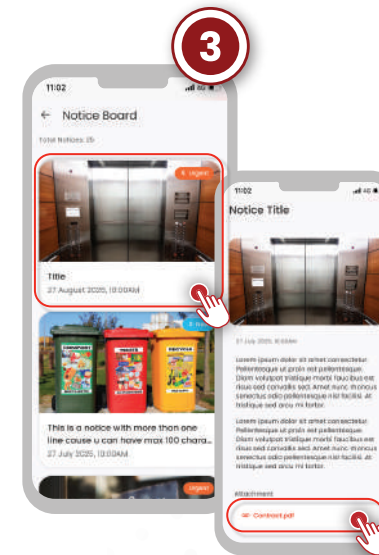 3
11:02
Notice Board
Total Notices: 25
Urgent
Title
27 August 2025, 10:00AM
This is a notice with more than one
line cause u can have max 100 chara...
27 July 2025, 10:00AM
Urgent
11:02
Notice Title
27 July 2025, 10:00AM
Lorem ipsum dolor sit amet consectetur.
Pellentesque ut proin est pellentesque.
Diam volutpat tristique morbi faucibus est
risus sed convallis sed. Amet nunc rhoncus
senectus odio pellentesque nisl facilisi. At
tristique sed arcu mi tortor.
Lorem ipsum dolor sit amet consectetur.
Pellentesque ut proin est pellentesque.
Diam volutpat tristique morbi faucibus est
risus sed convallis sed. Amet nunc rhoncus
senectus odio pellentesque nisl facilisi. At
tristique sed arcu mi tortor.
Attachment
Contract.pdf